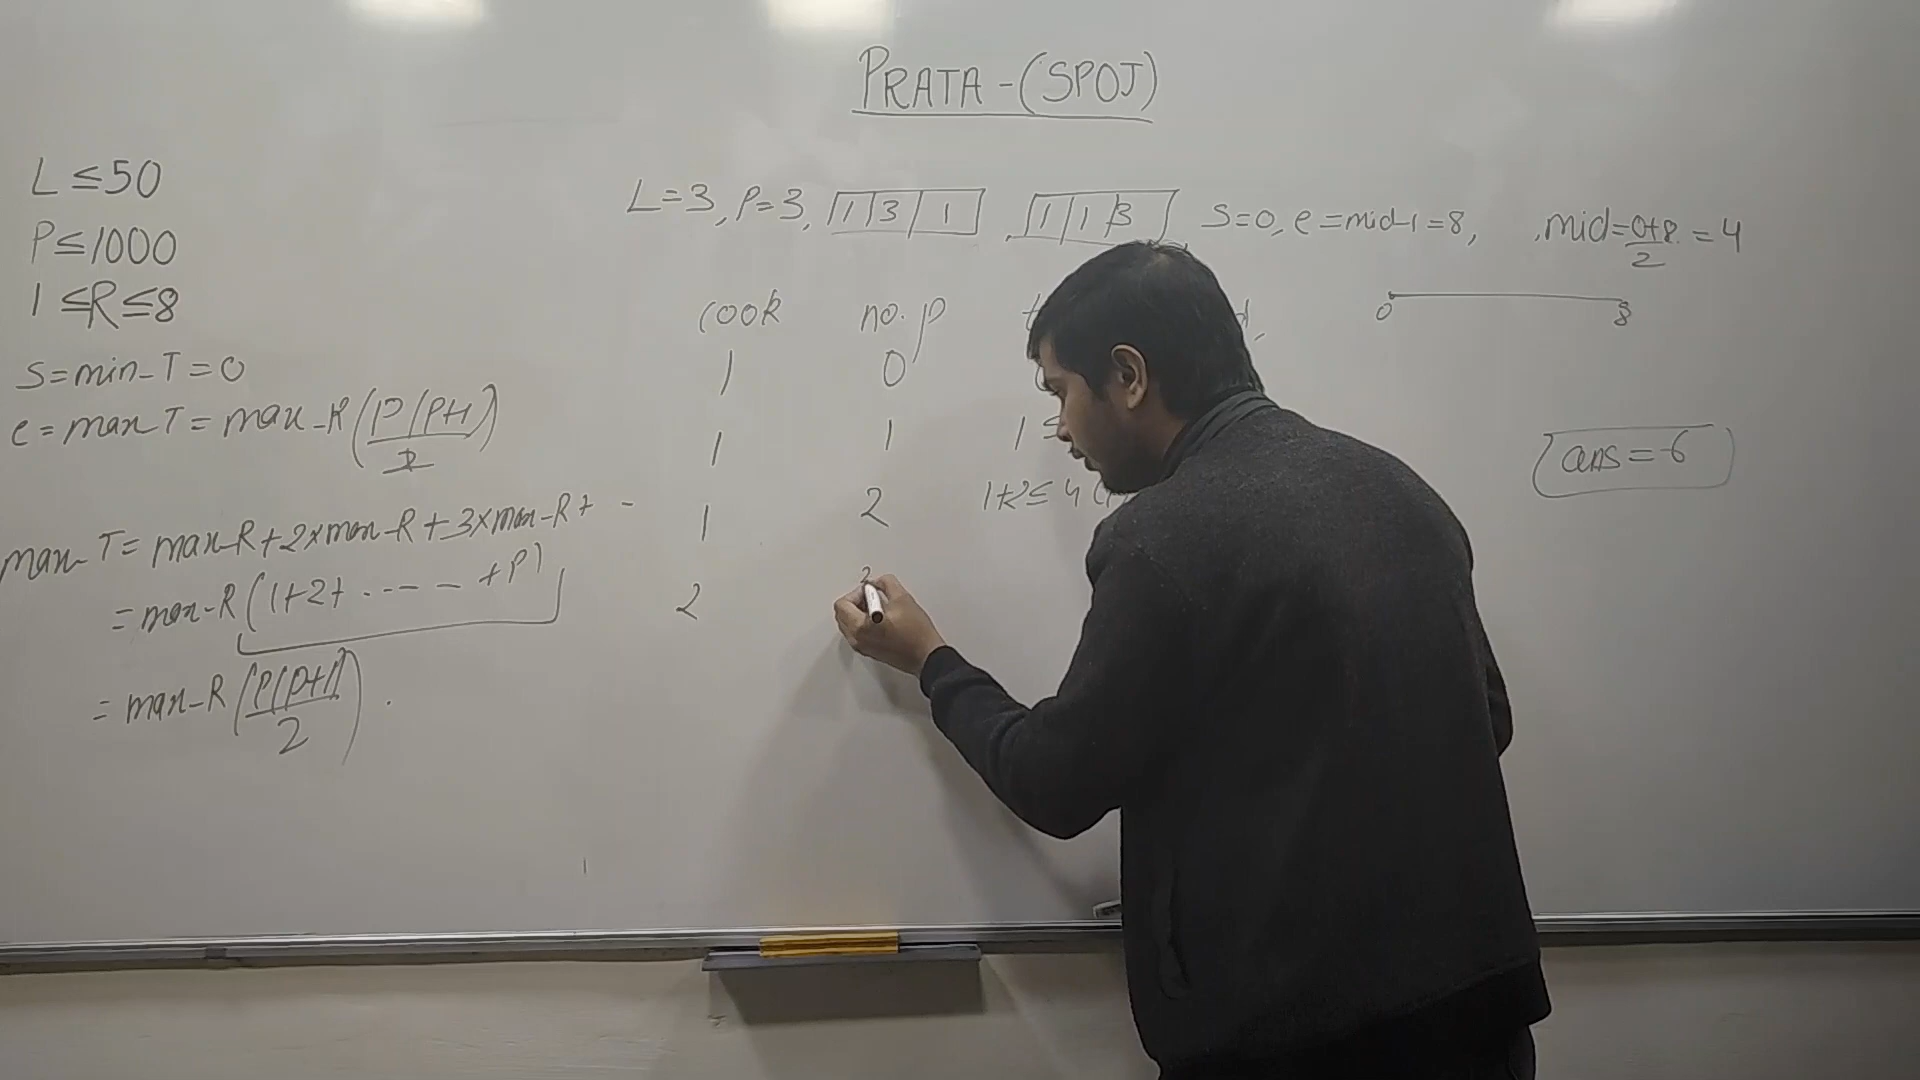 PRATA-(SPOJ)
L ≤50
P≤1000
1 ≤R≤8
S=min_T=0
e=max_T=max_R(P(P+1)/2)
max_T=max_R+2×max_R+3×max_R+ -
=max_R(1+2+ ---- +P)
=max_R(P(P+1)/2).
L=3, P=3, 1 3 1, 1 1 3, S=0, e=mid-1=8, mid=0+8/2=4
cook no. P
0 8
1 0
1 1 1≤
1 2 1+2≤4
2
ans=6